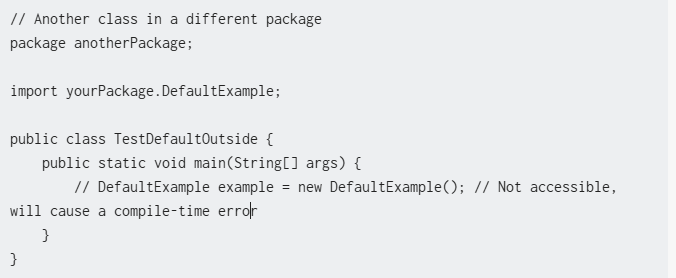 // Another class in a different package
package anotherPackage;
import yourPackage.DefaultExample;
public class TestDefaultOutside {
public static void main(String[] args) {
// DefaultExample example = new DefaultExample(); // Not accessible,
will cause a compile-time error
}
}